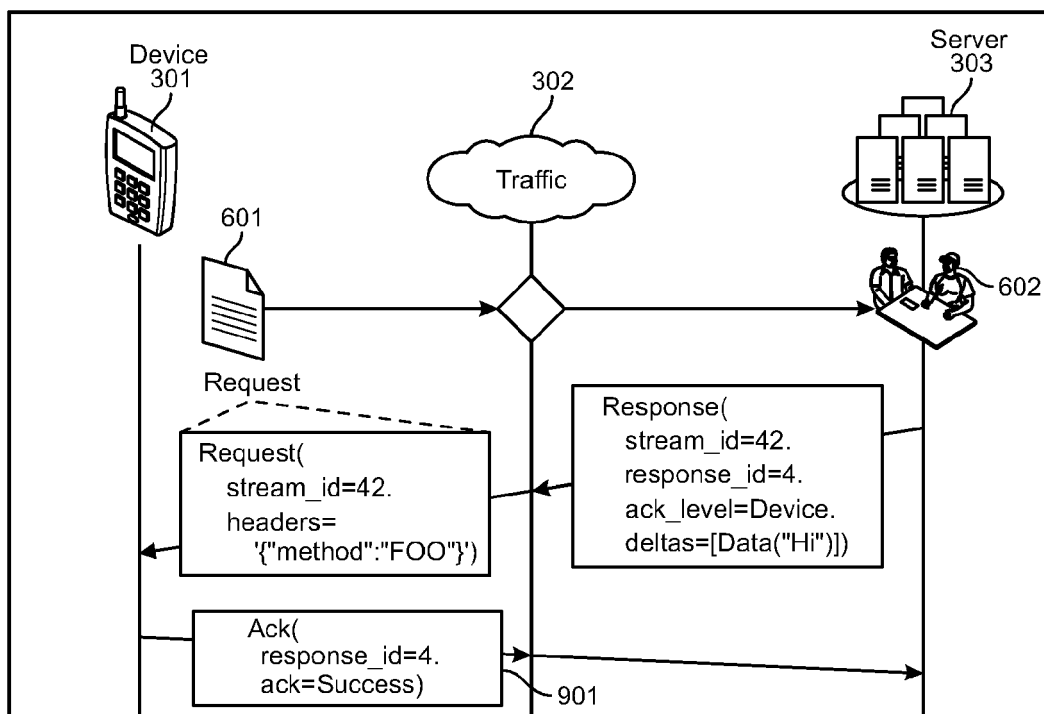 Device
301
302
Server
303
Traffic
601
602
Request
Request(
stream_id=42.
headers=
'{"method":"FOO"}')
Response(
stream_id=42.
response_id=4.
ack_level=Device.
deltas=[Data("Hi")])
Ack(
response_id=4.
ack=Success)
901